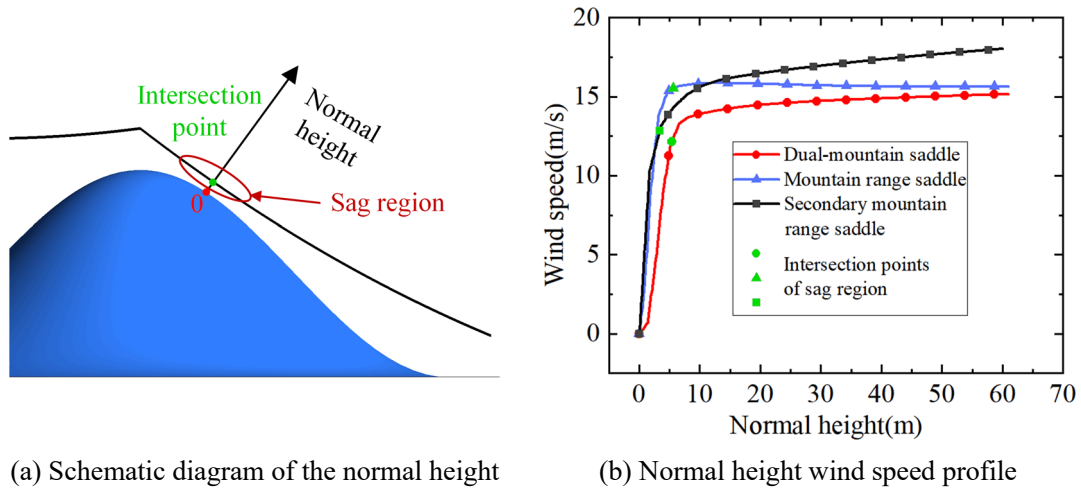 Intersection
point
Normal
height
0
Sag region
20
15
10
5
0
Wind speed(m/s)
Dual-mountain saddle
Mountain range saddle
Secondary mountain
range saddle
Intersection points
of sag region
0 10 20 30 40 50 60 70
Normal height(m)
(a) Schematic diagram of the normal height
(b) Normal height wind speed profile